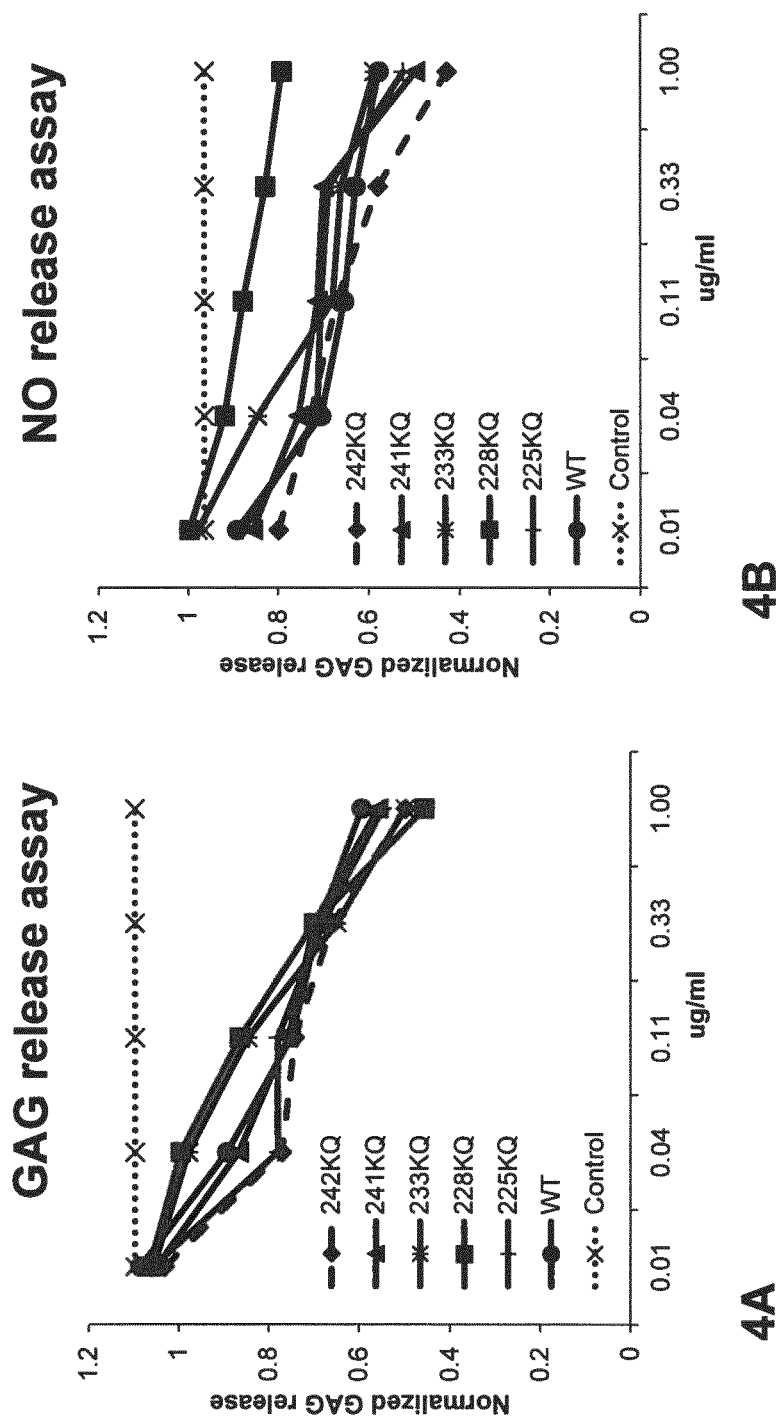 GAG release assay
Normalized GAG release
1.2
1
0.8
0.6
0.4
0.2
0
0.01
0.04
0.11
0.33
1.00
ug/ml
242KQ
241KQ
233KQ
228KQ
225KQ
WT
Control
4A
NO release assay
Normalized GAG release
1.2
1
0.8
0.6
0.4
0.2
0
0.01
0.04
0.11
0.33
1.00
ug/ml
242KQ
241KQ
233KQ
228KQ
225KQ
WT
Control
4B